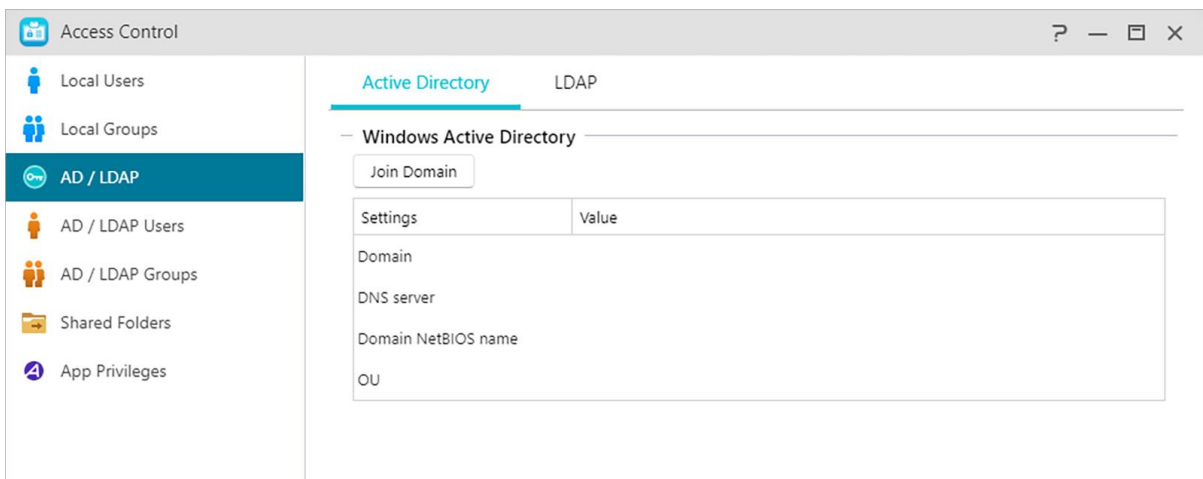 Access Control
Local Users
Local Groups
AD / LDAP
AD / LDAP Users
AD / LDAP Groups
Shared Folders
App Privileges
Active Directory LDAP
Windows Active Directory
Join Domain
Settings Value
Domain
DNS server
Domain NetBIOS name
OU